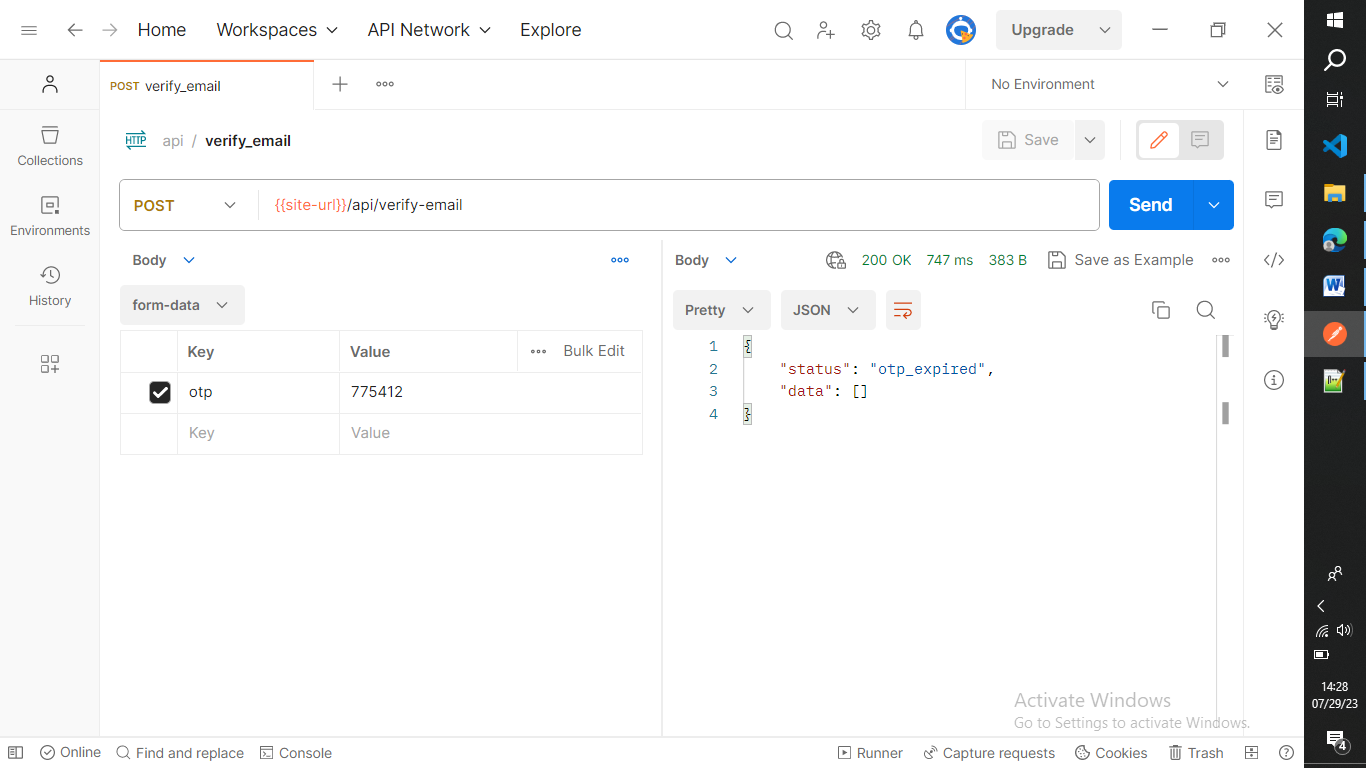 Home Workspaces API Network Explore Upgrade
POST verify_email No Environment
HTTP api / verify_email Save
Collections
POST {{site-url}}/api/verify-email Send
Environments
History
Body Body 200 OK 747 ms 383 B Save as Example
form-data Pretty JSON
Key Value Bulk Edit
otp 775412
Key Value
1 {
2 "status": "otp_expired",
3 "data": []
4 }
Activate Windows
Go to Settings to activate Windows.
14:28
07/29/23
4
Online Find and replace Console Runner Capture requests Cookies Trash